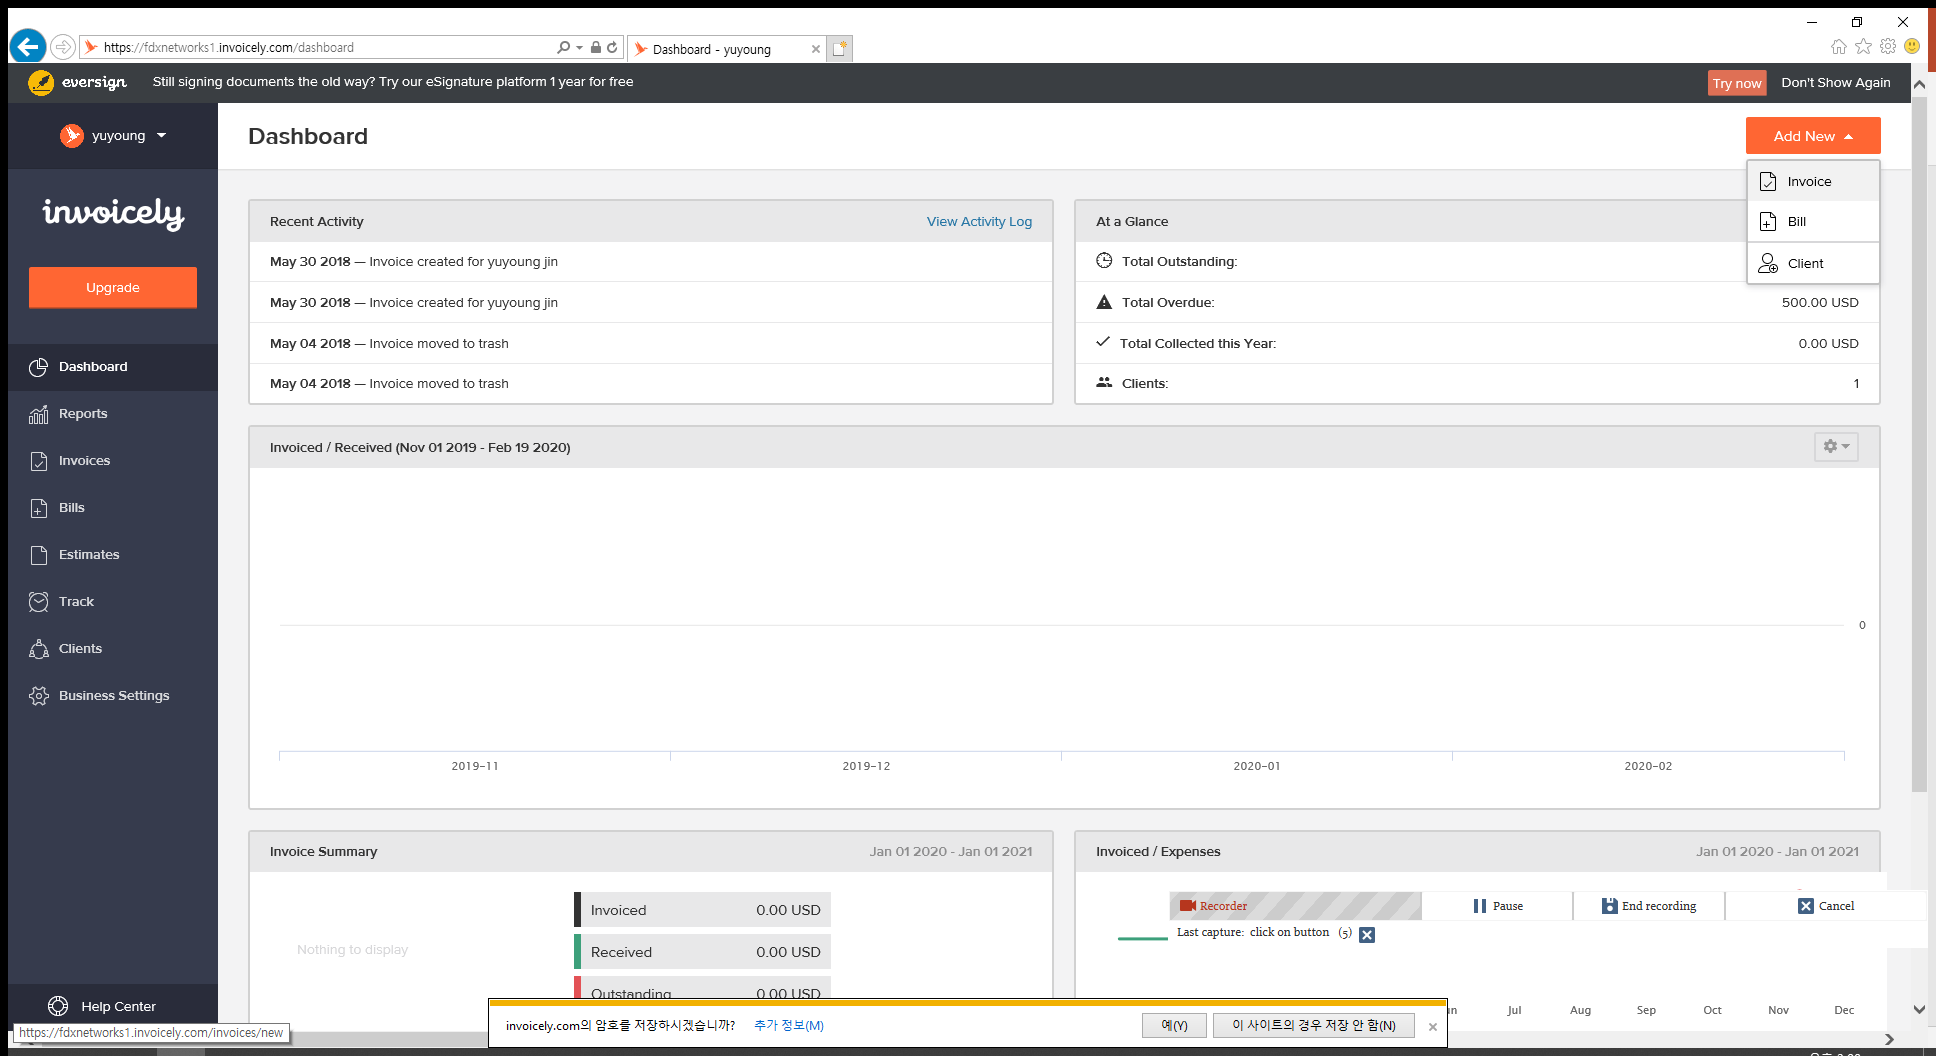 https://fdxnetworks1.invoicely.com/dashboard
Dashboard - yuyoung
eversign
Still signing documents the old way? Try our eSignature platform 1 year for free
Try now
Don't Show Again
yuyoung
Dashboard
Add New
invoicely
Upgrade
Dashboard
Reports
Invoices
Bills
Estimates
Track
Clients
Business Settings
Help Center
https://fdxnetworks1.invoicely.com/invoices/new
Invoice
Bill
Client
Recent Activity
View Activity Log
May 30 2018 — Invoice created for yuyoung jin
May 30 2018 — Invoice created for yuyoung jin
May 04 2018 — Invoice moved to trash
May 04 2018 — Invoice moved to trash
At a Glance
Total Outstanding:
Total Overdue: 500.00 USD
Total Collected this Year: 0.00 USD
Clients: 1
Invoiced / Received (Nov 01 2019 - Feb 19 2020)
0
2019-11 2019-12 2020-01 2020-02
Invoice Summary
Jan 01 2020 - Jan 01 2021
Nothing to display
Invoiced 0.00 USD
Received 0.00 USD
Outstanding 0.00 USD
Invoiced / Expenses
Jan 01 2020 - Jan 01 2021
Recorder
Pause
End recording
Cancel
Last capture: click on button (5)
Jul Aug Sep Oct Nov Dec
invoicely.com의 암호를 저장하시겠습니까? 추가 정보(M)
예(Y)
이 사이트의 경우 저장 안 함(N)